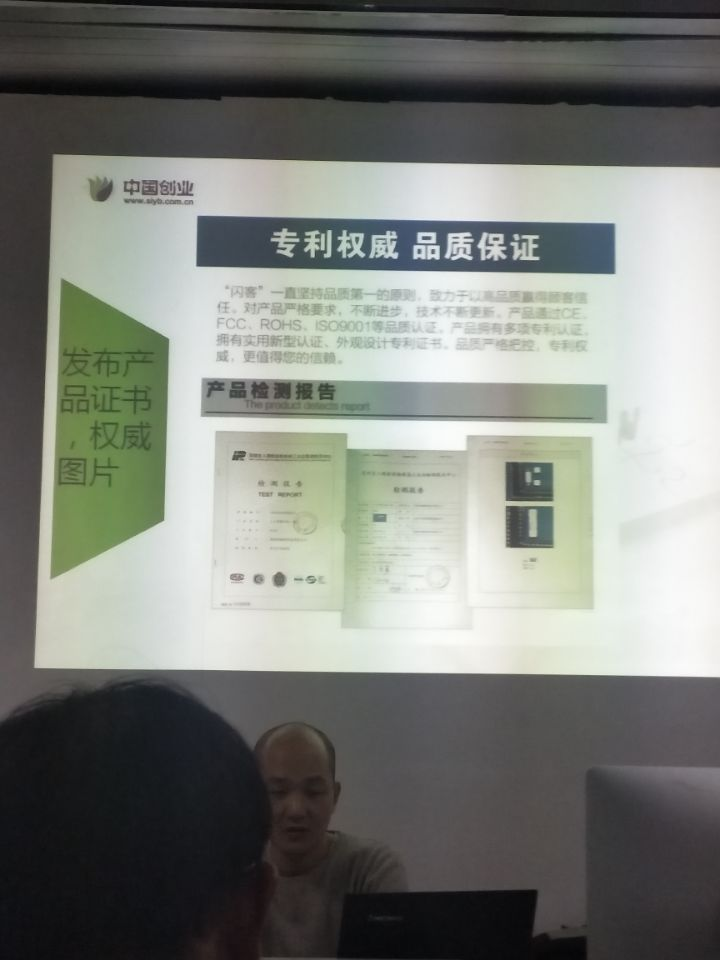 中国创业
www.siyb.com.cn
专利权威 品质保证
“闪客”一直坚持品质第一的原则，致力于以高品质赢得顾客信
任。对产品严格要求，不断进步，技术不断更新。产品通过CE、
FCC、ROHS、ISO9001等品质认证。产品拥有多项专利认证，
拥有实用新型认证、外观设计专利证书。品质严格把控，专利权
威，更值得您的信赖。
发布产
品证书
，权威
图片
产品检测报告
The product detects report
检测报告
TEST REPORT
检测报告